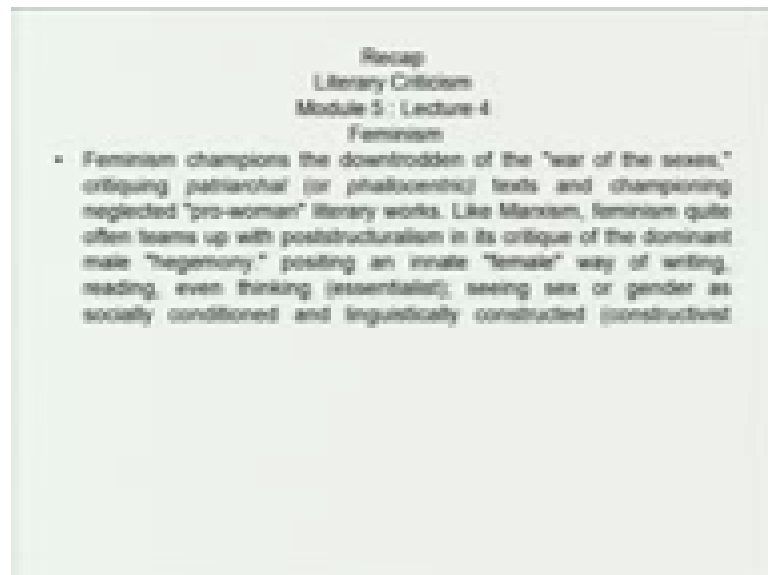 Recap
Literary Criticism
Module 5 : Lecture 4
Feminism
• Feminism champions the downtrodden of the "war of the sexes,"
critiquing patriarchal (or phallocentric) texts and championing
neglected "pro-woman" literary works. Like Marxism, feminism quite
often teams up with poststructuralism in its critique of the dominant
male "hegemony," positing an innate "female" way of writing,
reading, even thinking (essentialist); seeing sex or gender as
socially conditioned and linguistically constructed (constructivist